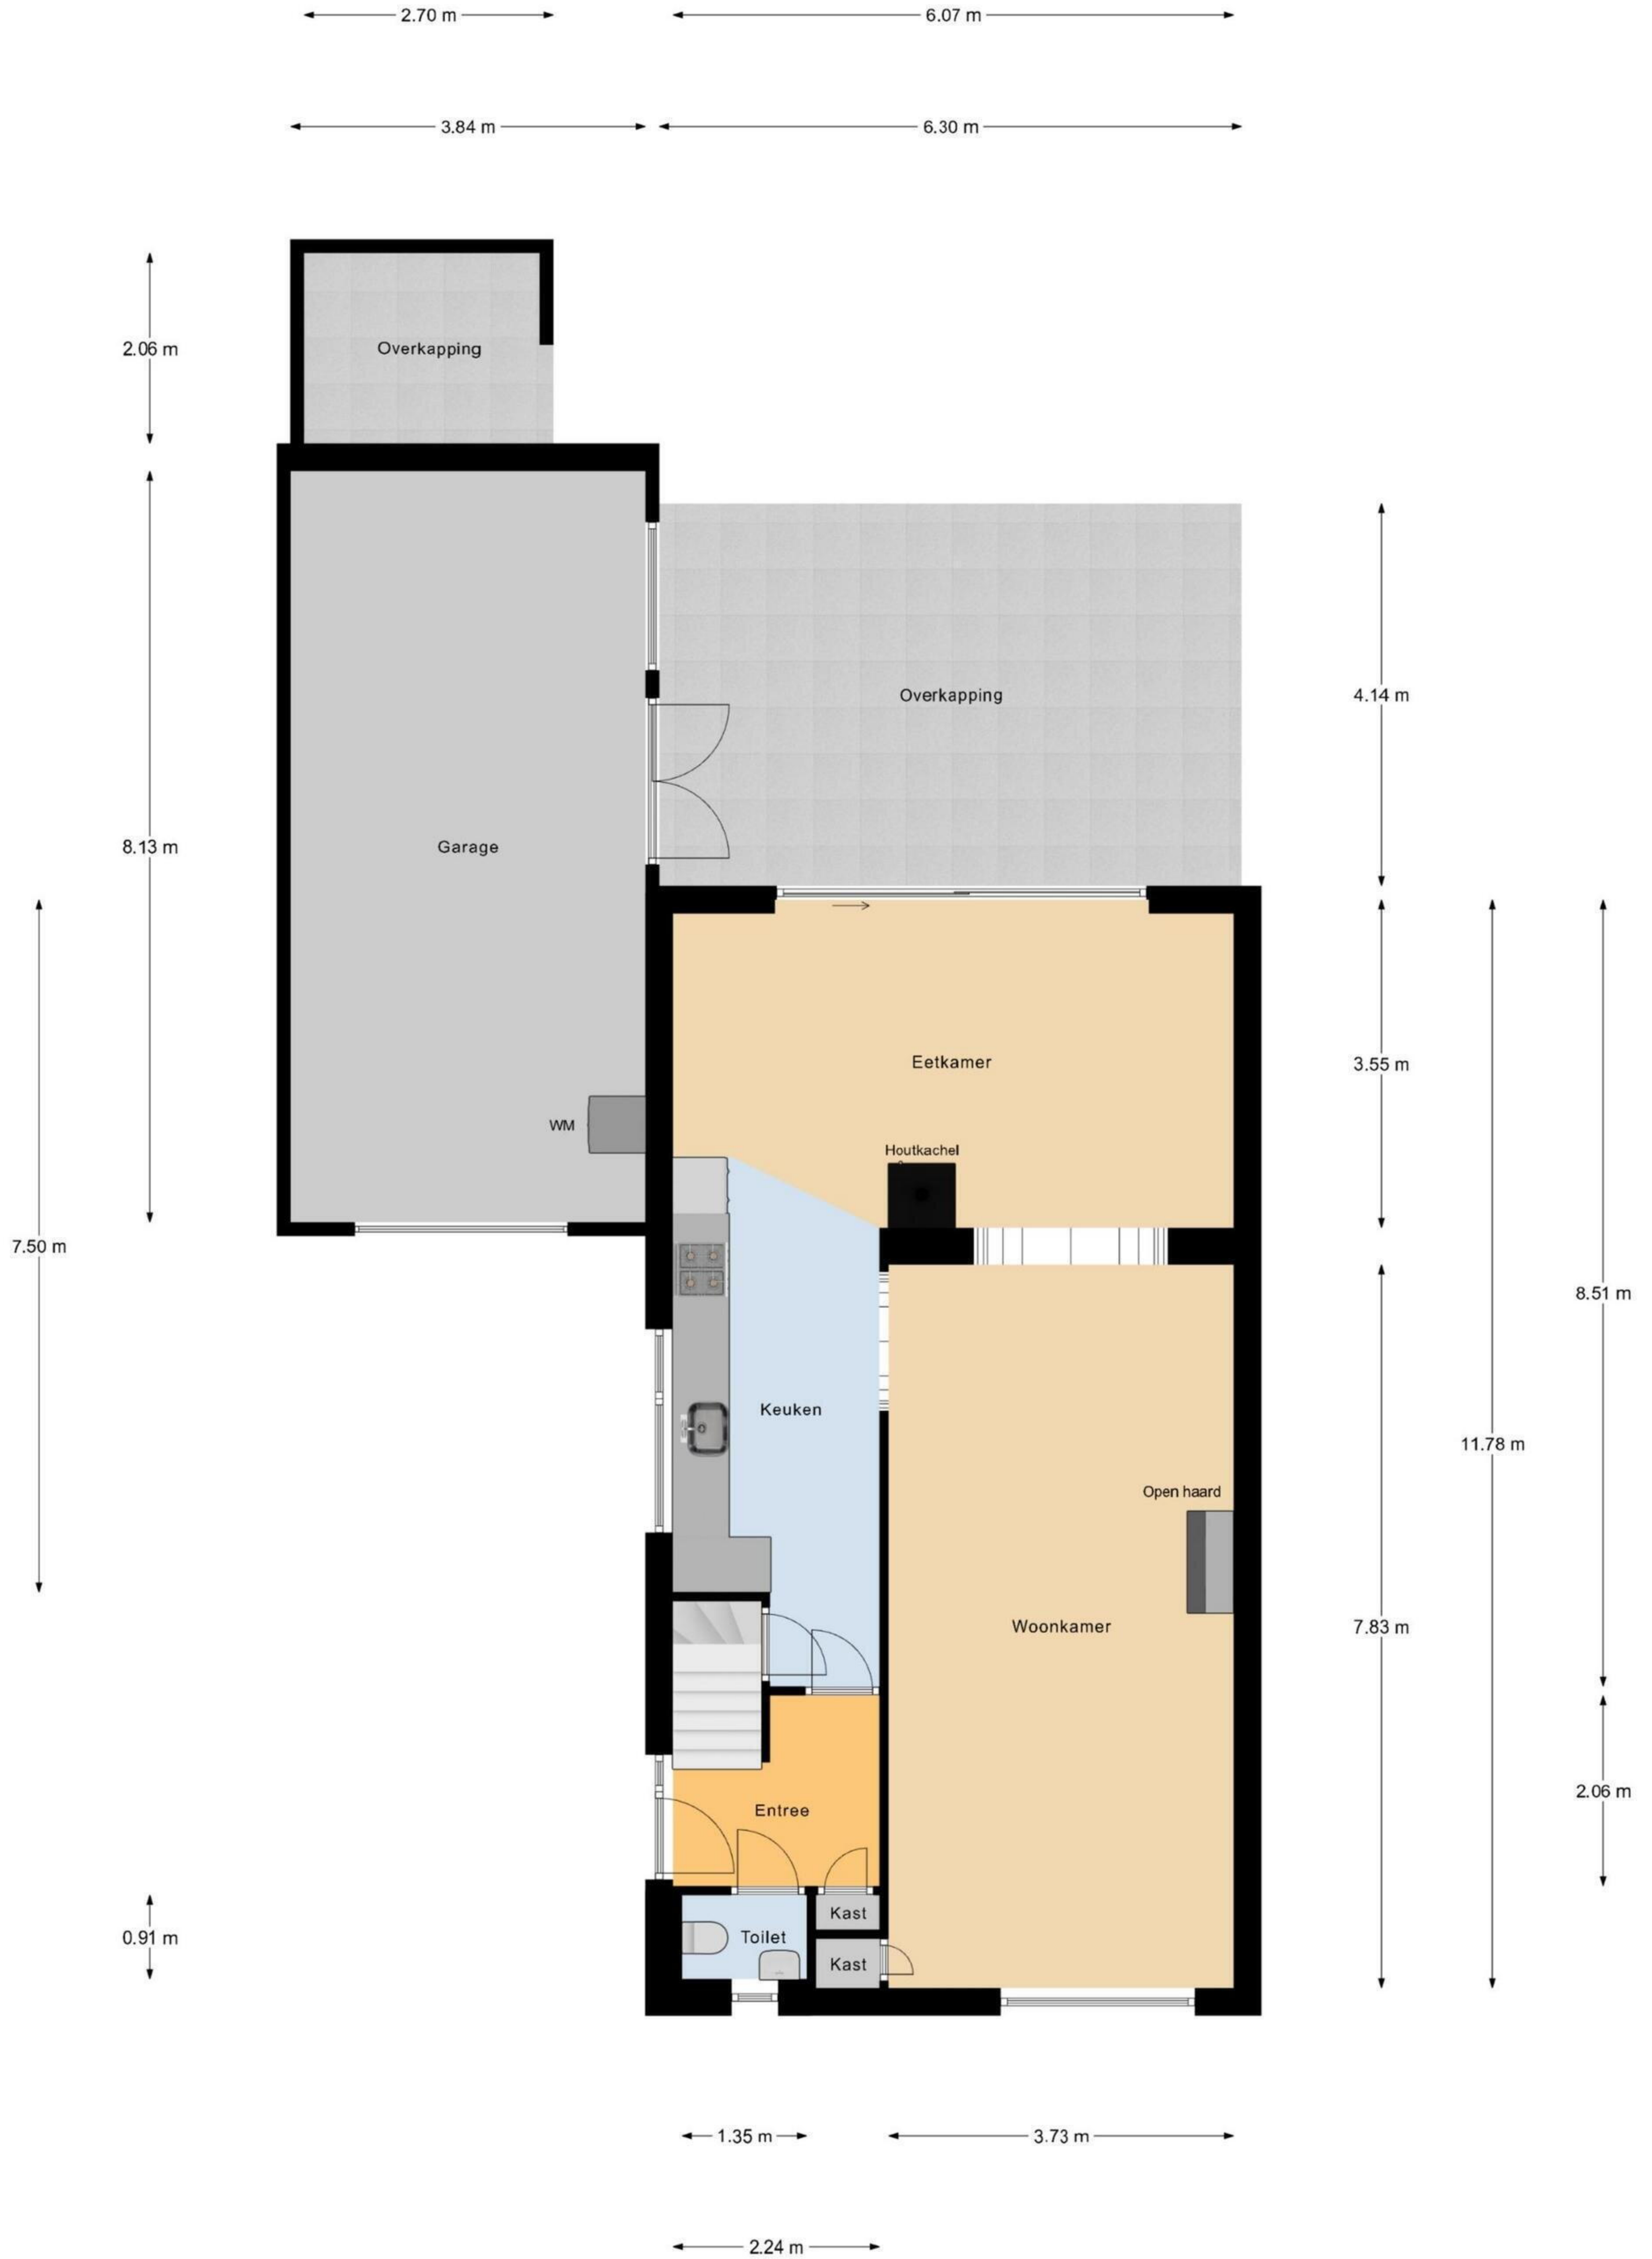 2.70 m
6.07 m
3.84 m
6.30 m
2.06 m
Overkapping
Overkapping
4.14 m
8.13 m
Garage
Eetkamer
3.55 m
WM
Houtkachel
7.50 m
8.51 m
Keuken
11.78 m
Open haard
Woonkamer
7.83 m
2.06 m
Entree
Kast
0.91 m
Toilet
Kast
1.35 m
3.73 m
2.24 m